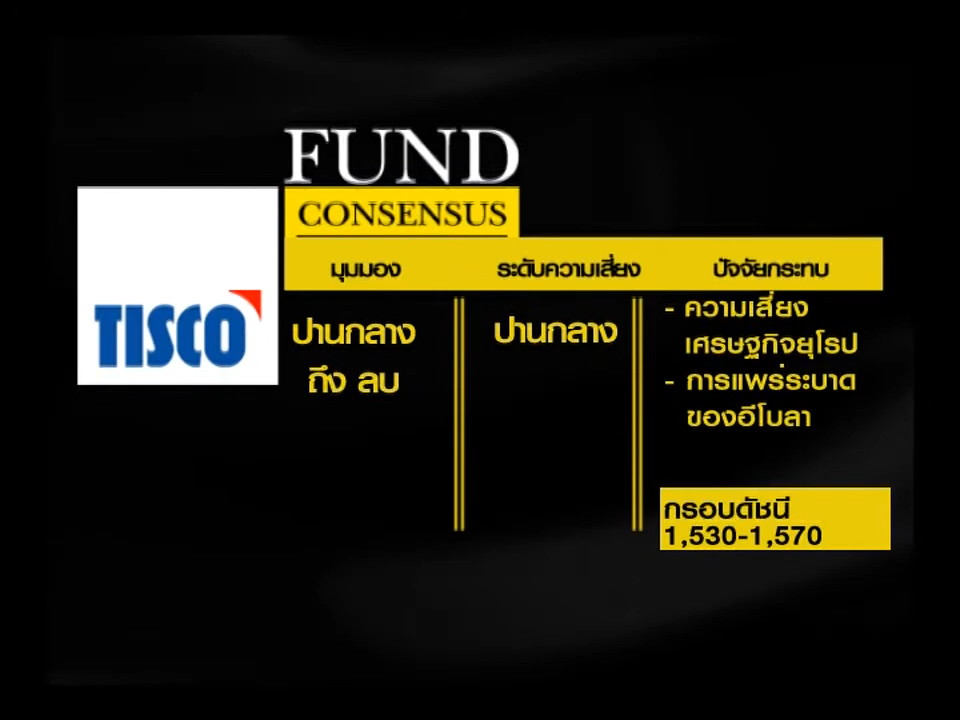 FUND
CONSENSUS
TISCO
มุมมอง ระดับความเสี่ยง ปัจจัยกระทบ
ปานกลาง
ถึง ลบ
ปานกลาง
- ความเสี่ยง
เศรษฐกิจยุโรป
- การแพร่ระบาด
ของอีโบลา
กรอบดัชนี
1,530-1,570